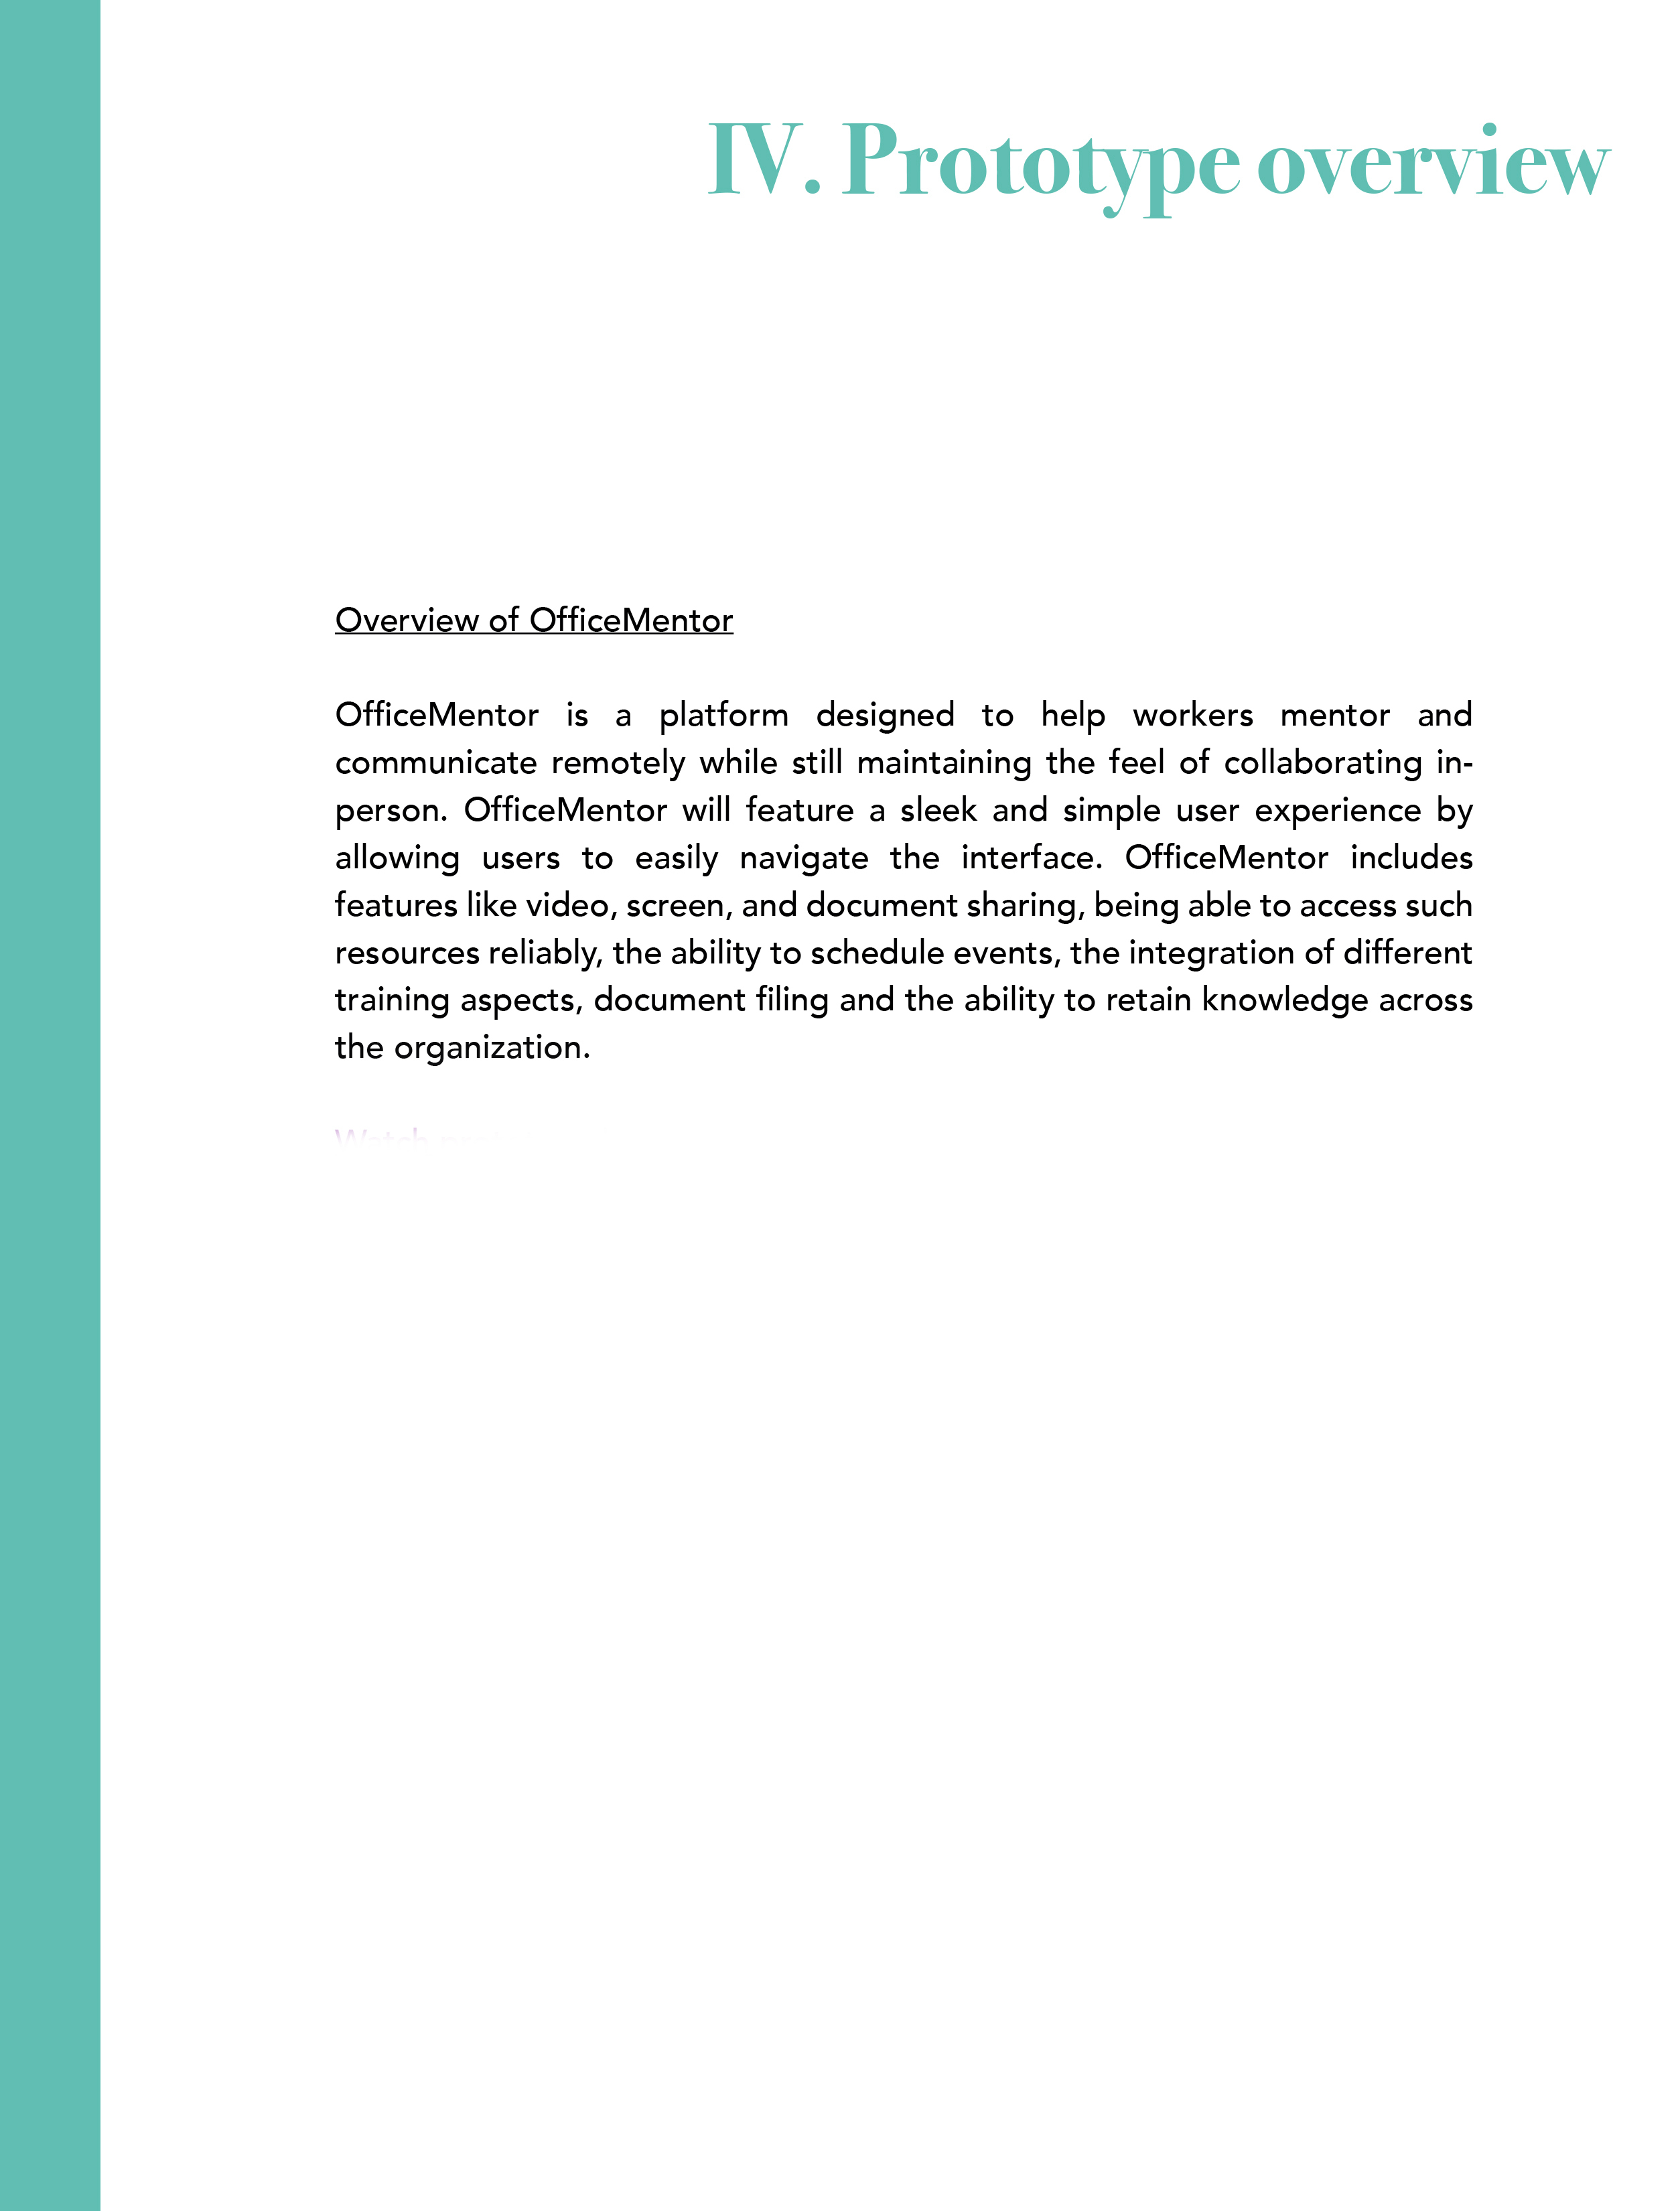 IV. Prototype overview
Overview of OfficeMentor
OfficeMentor is a platform designed to help workers mentor and
communicate remotely while still maintaining the feel of collaborating in-
person. OfficeMentor will feature a sleek and simple user experience by
allowing users to easily navigate the interface. OfficeMentor includes
features like video, screen, and document sharing, being able to access such
resources reliably, the ability to schedule events, the integration of different
training aspects, document filing and the ability to retain knowledge across
the organization.
Watch